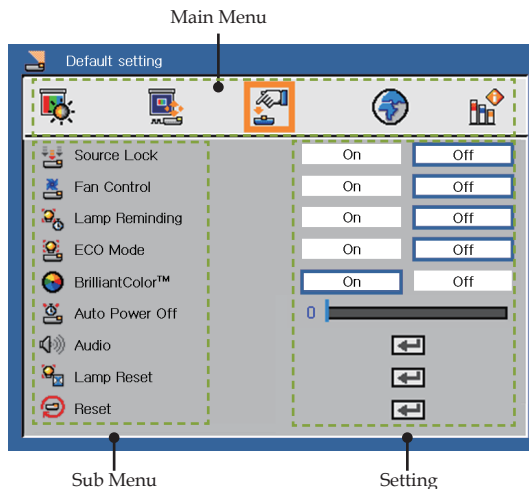 Main Menu
Default setting
Source Lock On Off
Fan Control On Off
Lamp Reminding On Off
ECO Mode On Off
BrilliantColor™ On Off
Auto Power Off 0
Audio
Lamp Reset
Reset
Sub Menu Setting